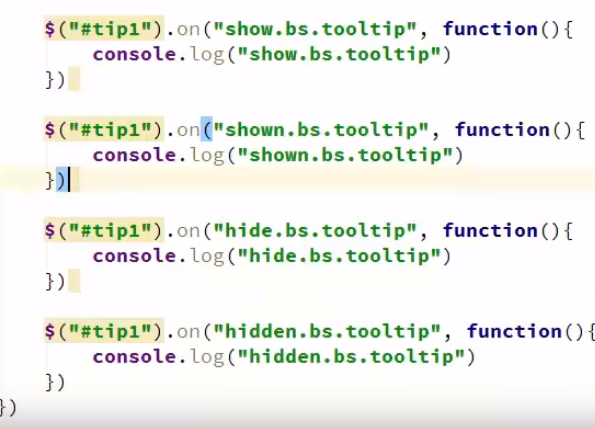 $("#tip1").on("show.bs.tooltip", function(){
console.log("show.bs.tooltip")
})
$("#tip1").on("shown.bs.tooltip", function(){
console.log("shown.bs.tooltip")
})
$("#tip1").on("hide.bs.tooltip", function(){
console.log("hide.bs.tooltip")
})
$("#tip1").on("hidden.bs.tooltip", function(){
console.log("hidden.bs.tooltip")
})
})